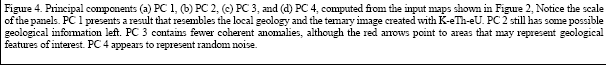 Figure 4. Principal components (a) PC 1, (b) PC 2, (c) PC 3, and (d) PC 4, computed from the input maps shown in Figure 2, Notice the scale
of the panels. PC 1 presents a result that resembles the local geology and the ternary image created with K-eTh-eU. PC 2 still has some possible
geological information left. PC 3 contains fewer coherent anomalies, although the red arrows point to areas that may represent geological
features of interest. PC 4 appears to represent random noise.